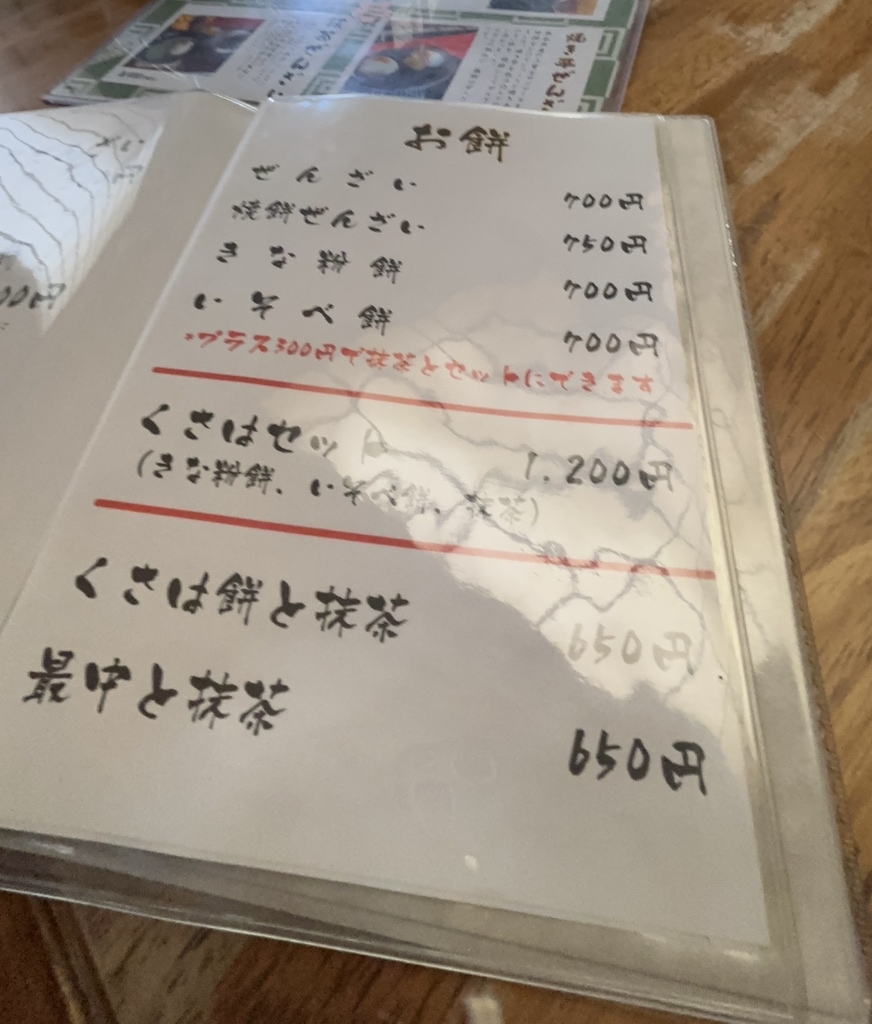 お餅
ぜんざい 700円
焼餅ぜんざい 750円
きな粉餅 700円
いそべ餅 700円
*プラス300円で抹茶とセットにできます
くさはセット 1.200円
(きな粉餅、いそべ餅、抹茶)
くさは餅と抹茶 650円
最中と抹茶 650円